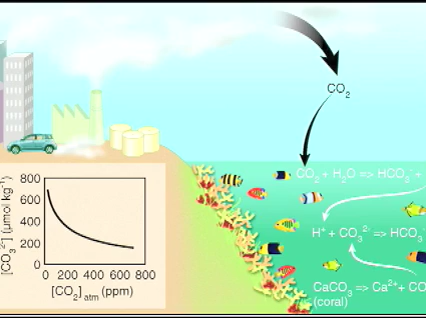 CO₂
CO₂ + H₂O => HCO₃⁻ +
H⁺ + CO₃²⁻ => HCO₃⁻
CaCO₃ => Ca²⁺ + CO
(coral)
[CO₃²⁻] (µmol kg⁻¹)
800
600
400
200
0
0 200 400 600 800
[CO₂]atm (ppm)